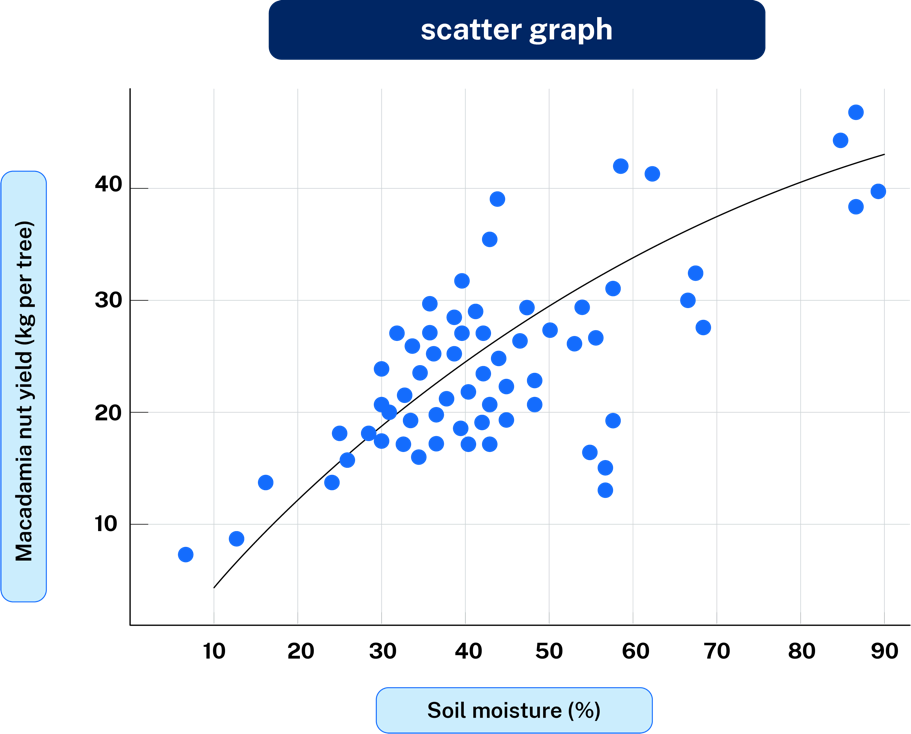 scatter graph
Macadamia nut yield (kg per tree)
40
30
20
10
10 20 30 40 50 60 70 80 90
Soil moisture (%)